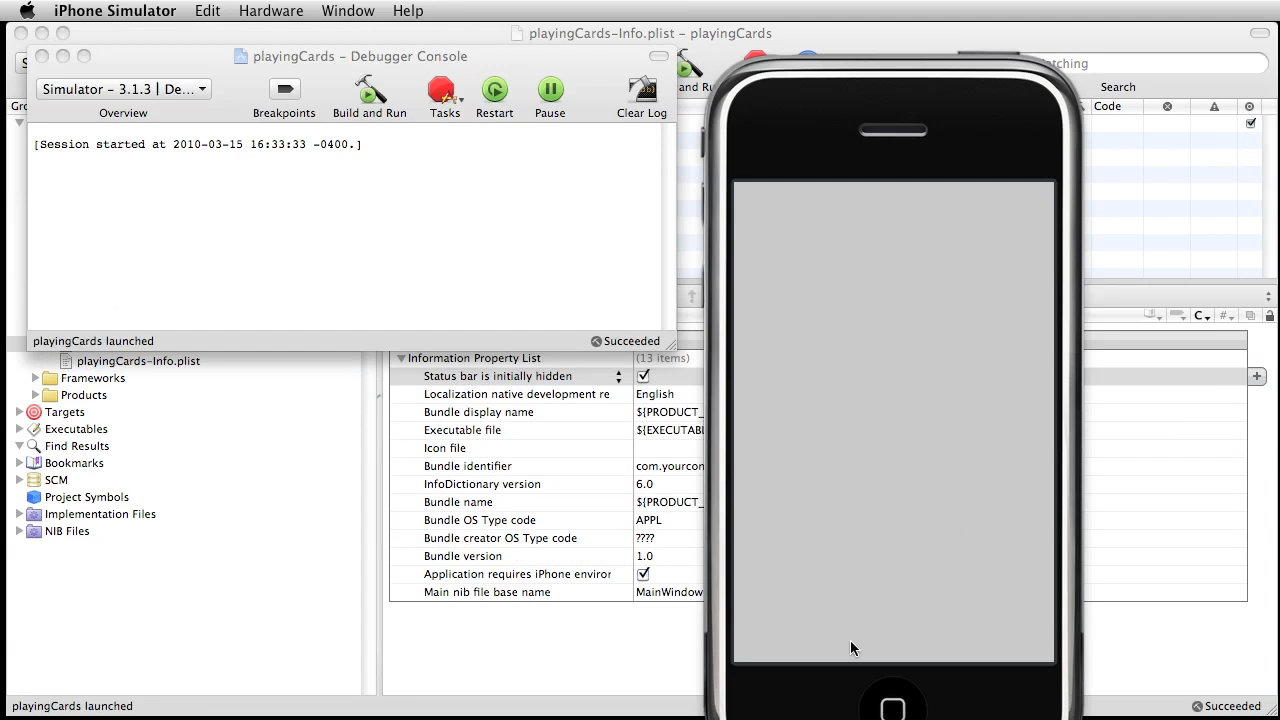 iPhone Simulator Edit Hardware Window Help
playingCards-Info.plist – playingCards
playingCards – Debugger Console
Simulator – 3.1.3 | De...
Overview
Breakpoints
Build and Run
Tasks
Restart
Pause
Clear Log
Search
Code
[Session started at 2010-03-15 16:33:33 -0400.]
playingCards launched
Succeeded
playingCards-Info.plist
Frameworks
Products
Targets
Executables
Find Results
Bookmarks
SCM
Project Symbols
Implementation Files
NIB Files
Information Property List (13 items)
Status bar is initially hidden
Localization native development re English
Bundle display name ${PRODUCT_
Executable file ${EXECUTABL
Icon file
Bundle identifier com.yourcon
InfoDictionary version 6.0
Bundle name ${PRODUCT_
Bundle OS Type code APPL
Bundle creator OS Type code ????
Bundle version 1.0
Application requires iPhone enviror
Main nib file base name MainWindow
playingCards launched
Succeeded